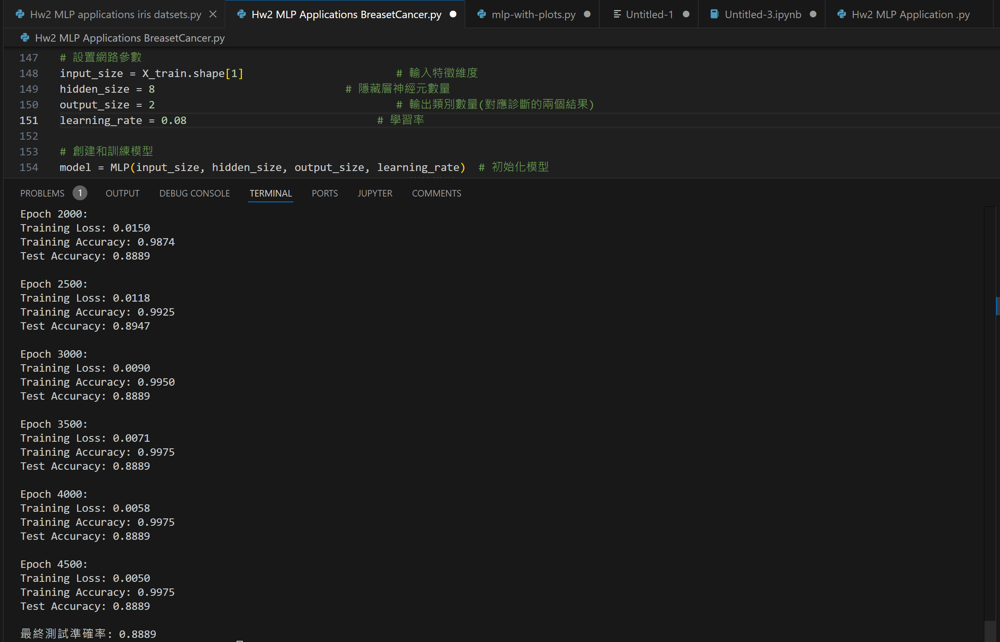 Hw2 MLP applications iris datsets.py
Hw2 MLP Applications BreasetCancer.py
mlp-with-plots.py
Untitled-1
Untitled-3.ipynb
Hw2 MLP Application .py
Hw2 MLP Applications BreasetCancer.py
147 # 設置網路參數
148 input_size = X_train.shape[1] # 輸入特徵維度
149 hidden_size = 8 # 隱藏層神經元數量
150 output_size = 2 # 輸出類別數量(對應診斷的兩個結果)
151 learning_rate = 0.08 # 學習率
152
153 # 創建和訓練模型
154 model = MLP(input_size, hidden_size, output_size, learning_rate) # 初始化模型
PROBLEMS 1 OUTPUT DEBUG CONSOLE TERMINAL PORTS JUPYTER COMMENTS
Epoch 2000:
Training Loss: 0.0150
Training Accuracy: 0.9874
Test Accuracy: 0.8889
Epoch 2500:
Training Loss: 0.0118
Training Accuracy: 0.9925
Test Accuracy: 0.8947
Epoch 3000:
Training Loss: 0.0090
Training Accuracy: 0.9950
Test Accuracy: 0.8889
Epoch 3500:
Training Loss: 0.0071
Training Accuracy: 0.9975
Test Accuracy: 0.8889
Epoch 4000:
Training Loss: 0.0058
Training Accuracy: 0.9975
Test Accuracy: 0.8889
Epoch 4500:
Training Loss: 0.0050
Training Accuracy: 0.9975
Test Accuracy: 0.8889
最終測試準確率: 0.8889